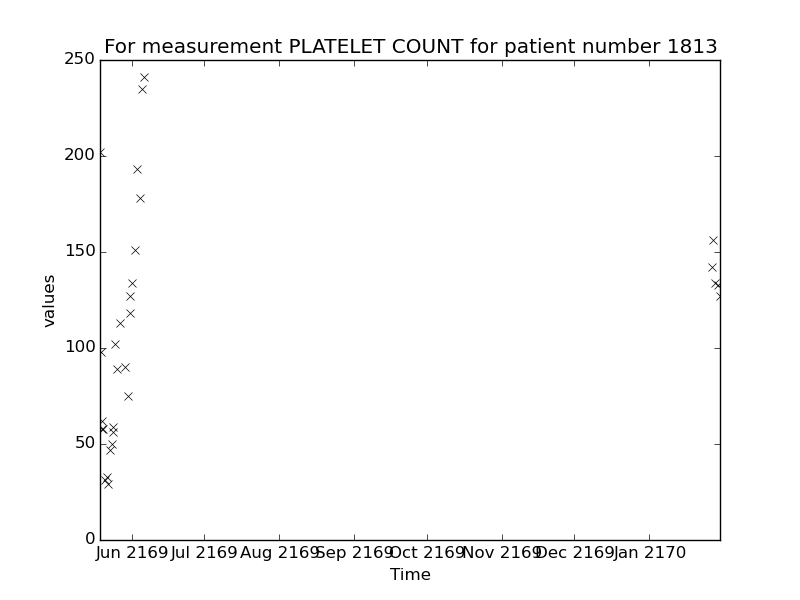 For measurement PLATELET COUNT for patient number 1813
250
200
150
100
50
0
values
Jun 2169 Jul 2169 Aug 2169 Sep 2169 Oct 2169 Nov 2169 Dec 2169 Jan 2170
Time